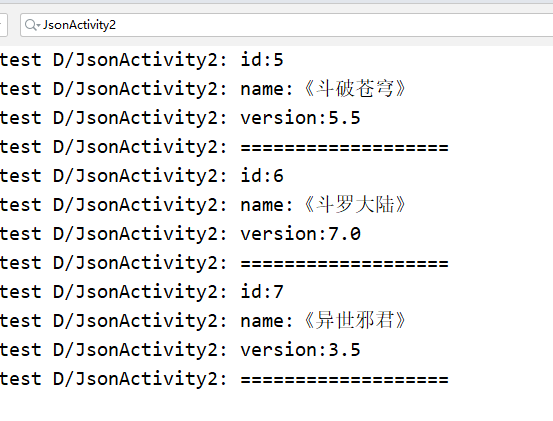 JsonActivity2
test D/JsonActivity2: id:5
test D/JsonActivity2: name:《斗破苍穹》
test D/JsonActivity2: version:5.5
test D/JsonActivity2: ===================
test D/JsonActivity2: id:6
test D/JsonActivity2: name:《斗罗大陆》
test D/JsonActivity2: version:7.0
test D/JsonActivity2: ===================
test D/JsonActivity2: id:7
test D/JsonActivity2: name:《异世邪君》
test D/JsonActivity2: version:3.5
test D/JsonActivity2: ===================